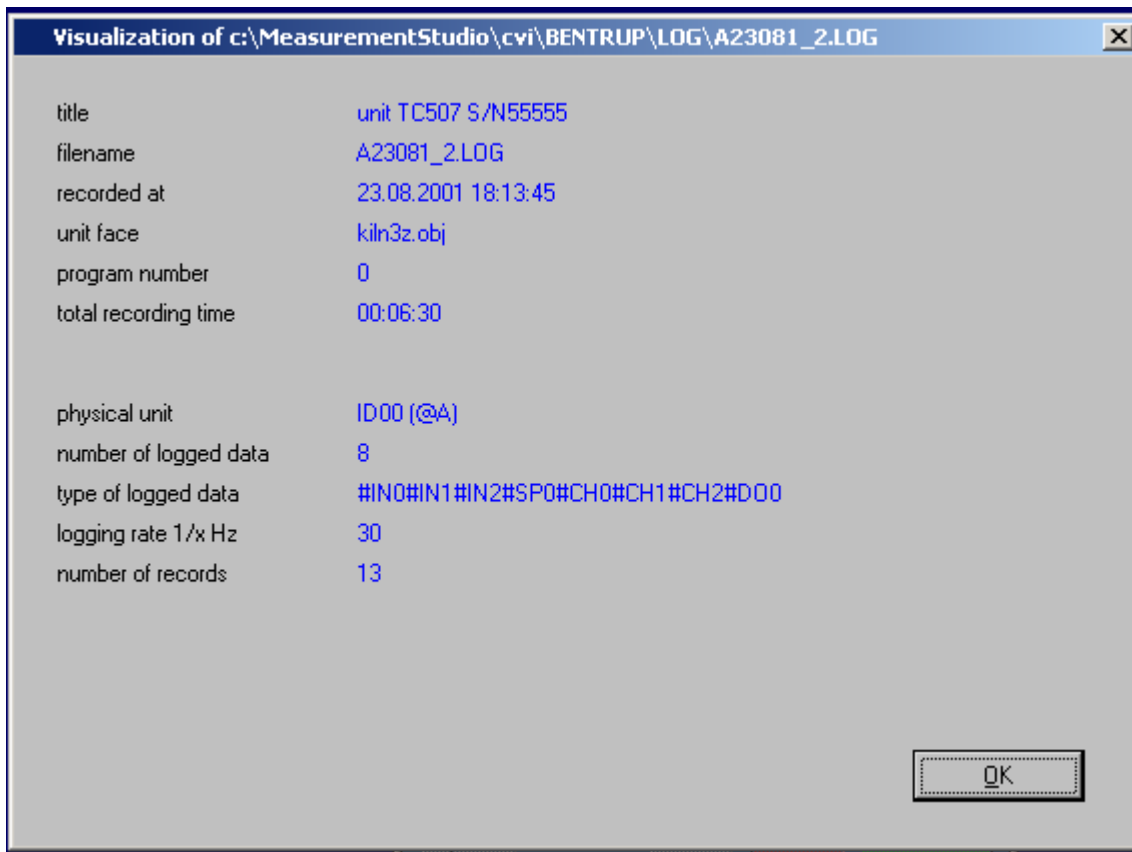 Visualization of c:\MeasurementStudio\cvi\BENTRUP\LOG\A23081_2.LOG
title unit TC507 S/N55555
filename A23081_2.LOG
recorded at 23.08.2001 18:13:45
unit face kiln3z.obj
program number 0
total recording time 00:06:30
physical unit ID00 (@A)
number of logged data 8
type of logged data #IN0#IN1#IN2#SP0#CH0#CH1#CH2#DO0
logging rate 1/x Hz 30
number of records 13
OK